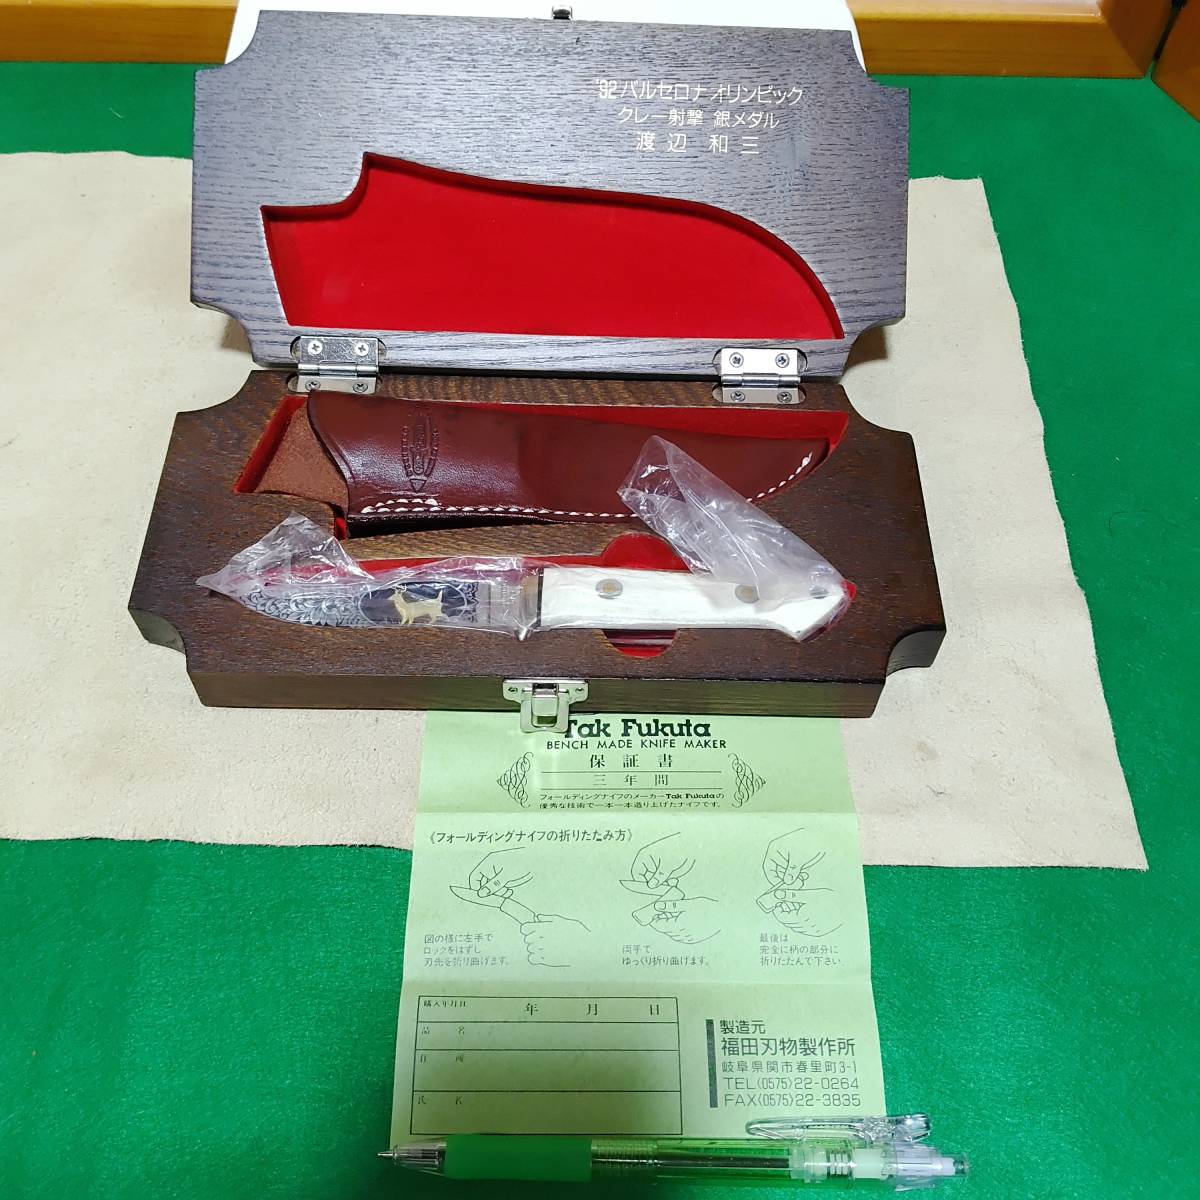 '92バルセロナオリンピック
クレー射撃 銀メダル
渡辺 和三
Tak Fukuta
BENCH MADE KNIFE MAKER
保証書
三年間
フォールディングナイフのメーカーTak Fukutaの
優秀な技術で一本一本造り上げたナイフです。
《フォールディングナイフの折りたたみ方》
図の様に左手で
ロックをはずし
刃先を折り曲げます。
両手で
ゆっくり折り曲げます。
最後は
完全に柄の部分に
折りたたんで下さい。
購入年月日 年 月 日
品名
住所
氏名
製造元
福田刃物製作所
岐阜県関市春里町3-1
TEL(0575)22-0264
FAX(0575)22-3835